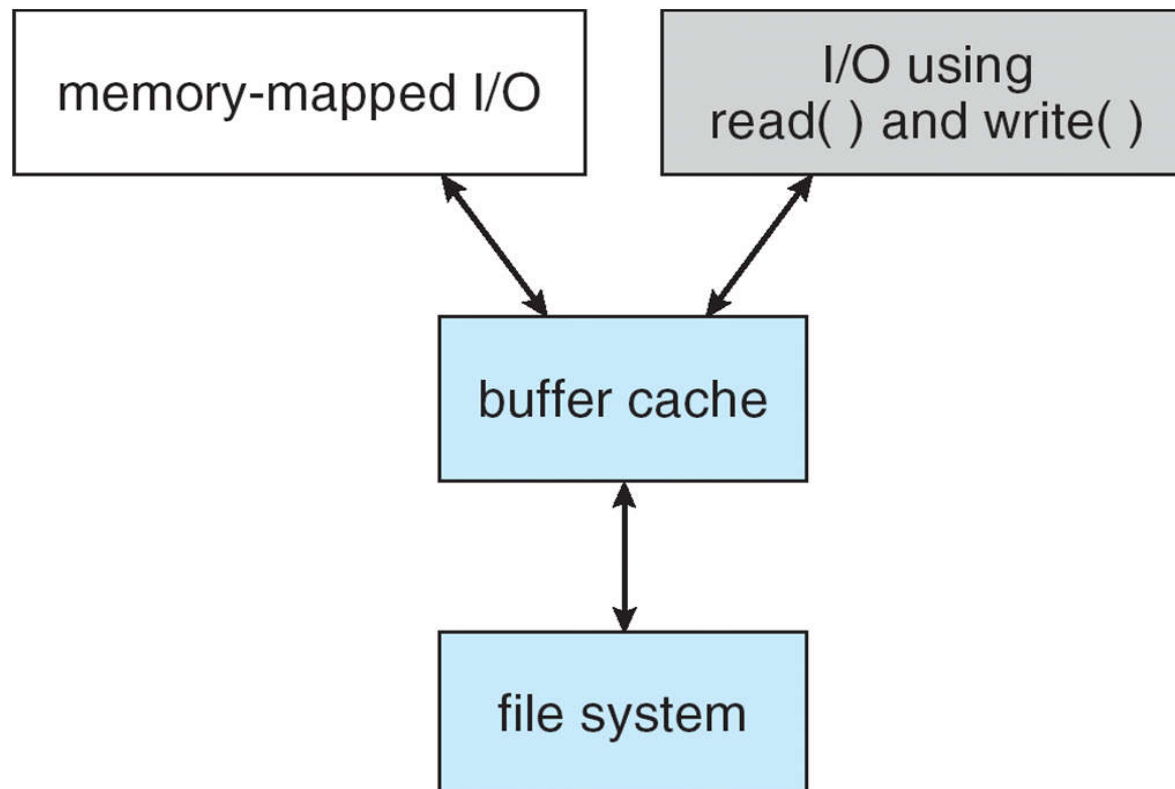 memory-mapped I/O
I/O using
read( ) and write( )
buffer cache
file system